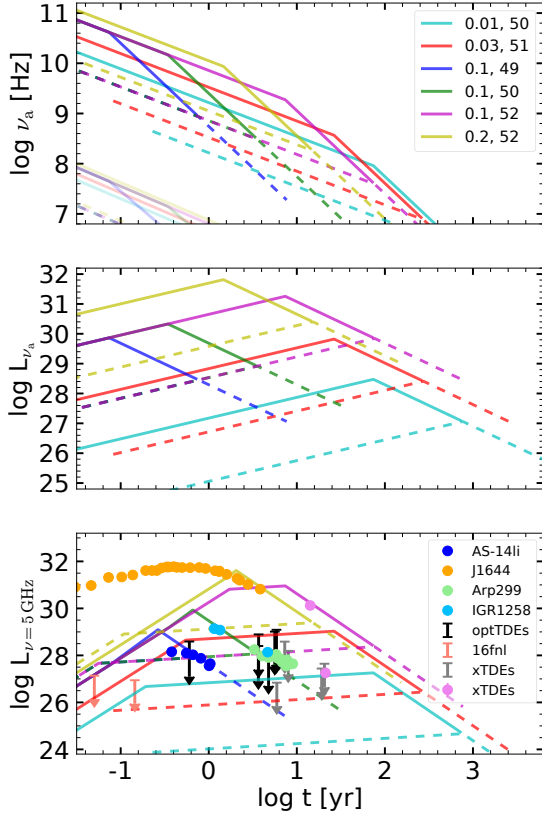 11
10
9
8
7
log νa [Hz]
0.01, 50
0.03, 51
0.1, 49
0.1, 50
0.1, 52
0.2, 52
32
31
30
29
28
27
26
25
log Lνa
32
30
28
26
24
log Lν=5 GHz
AS-14li
J1644
Arp299
IGR1258
optTDEs
16fnl
xTDEs
xTDEs
-1 0 1 2 3
log t [yr]